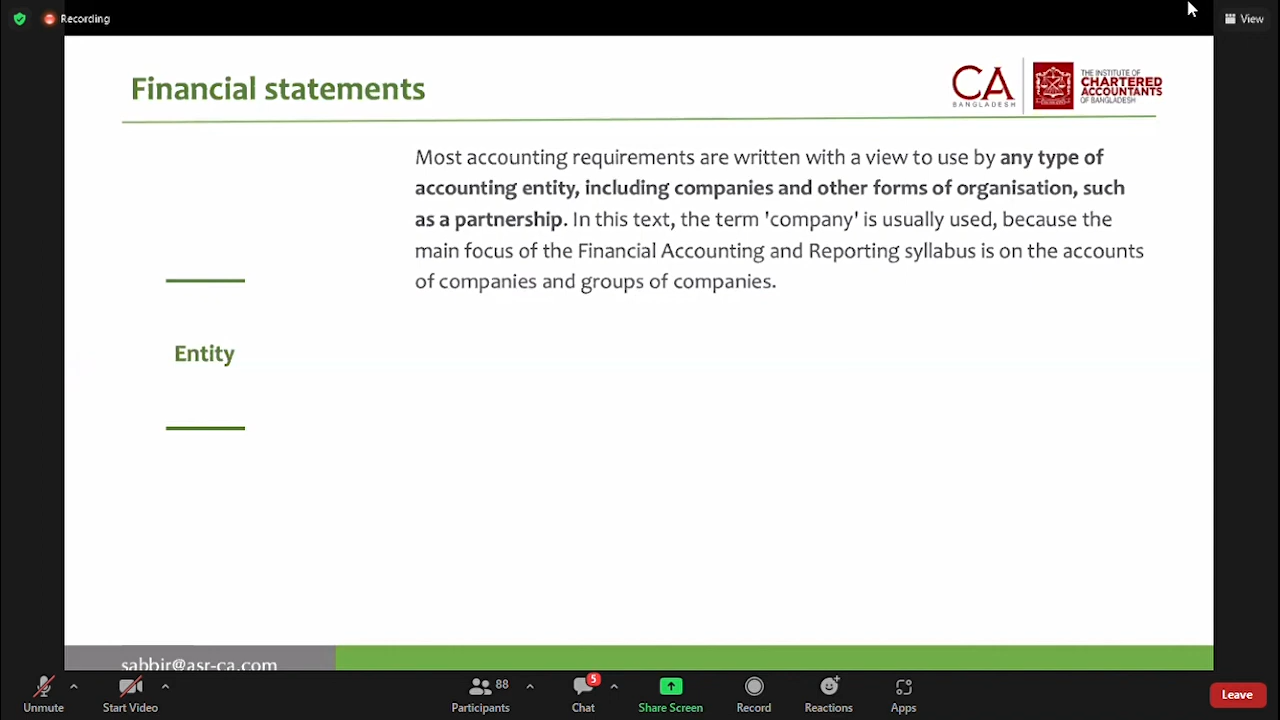 Recording
View
Financial statements
CA
BANGLADESH
THE INSTITUTE OF
CHARTERED
ACCOUNTANTS
OF BANGLADESH
Most accounting requirements are written with a view to use by any type of
accounting entity, including companies and other forms of organisation, such
as a partnership. In this text, the term 'company' is usually used, because the
main focus of the Financial Accounting and Reporting syllabus is on the accounts
of companies and groups of companies.
Entity
sabbir@asr-ca.com
88
5
Unmute
Start Video
Participants
Chat
Share Screen
Record
Reactions
Apps
Leave